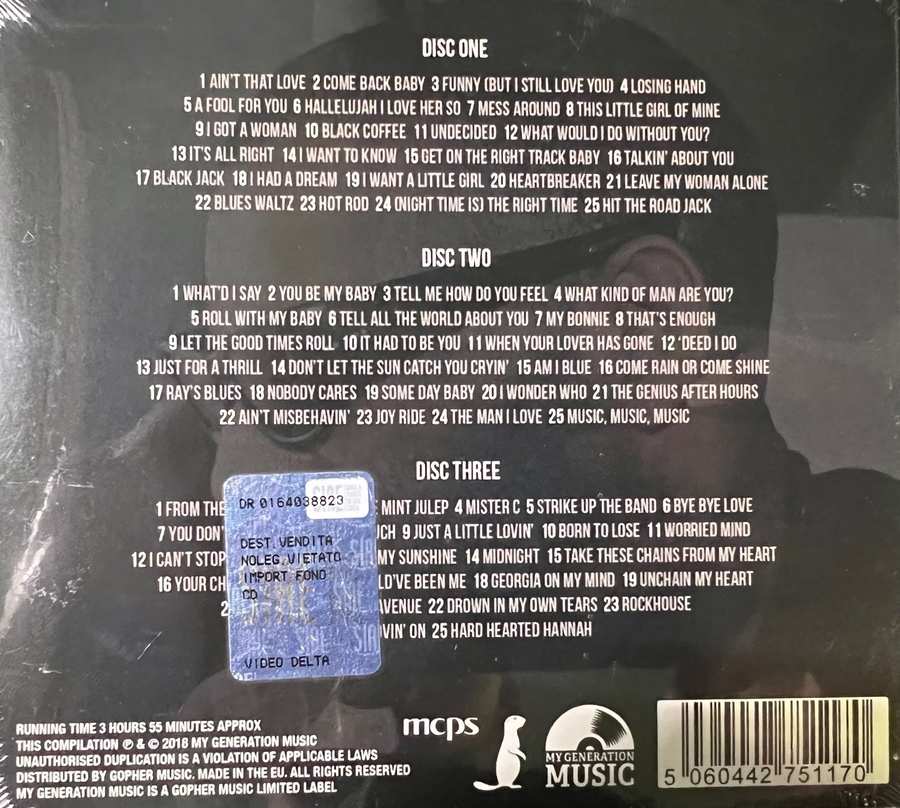 DISC ONE
1 AIN'T THAT LOVE 2 COME BACK BABY 3 FUNNY (BUT I STILL LOVE YOU) 4 LOSING HAND
5 A FOOL FOR YOU 6 HALLELUJAH I LOVE HER SO 7 MESS AROUND 8 THIS LITTLE GIRL OF MINE
9 I GOT A WOMAN 10 BLACK COFFEE 11 UNDECIDED 12 WHAT WOULD I DO WITHOUT YOU?
13 IT'S ALL RIGHT 14 I WANT TO KNOW 15 GET ON THE RIGHT TRACK BABY 16 TALKIN' ABOUT YOU
17 BLACK JACK 18 I HAD A DREAM 19 I WANT A LITTLE GIRL 20 HEARTBREAKER 21 LEAVE MY WOMAN ALONE
22 BLUES WALTZ 23 HOT ROD 24 (NIGHT TIME IS) THE RIGHT TIME 25 HIT THE ROAD JACK
DISC TWO
1 WHAT'D I SAY 2 YOU BE MY BABY 3 TELL ME HOW DO YOU FEEL 4 WHAT KIND OF MAN ARE YOU?
5 ROLL WITH MY BABY 6 TELL ALL THE WORLD ABOUT YOU 7 MY BONNIE 8 THAT'S ENOUGH
9 LET THE GOOD TIMES ROLL 10 IT HAD TO BE YOU 11 WHEN YOUR LOVER HAS GONE 12 'DEED I DO
13 JUST FOR A THRILL 14 DON'T LET THE SUN CATCH YOU CRYIN' 15 AM I BLUE 16 COME RAIN OR COME SHINE
17 RAY'S BLUES 18 NOBODY CARES 19 SOME DAY BABY 20 I WONDER WHO 21 THE GENIUS AFTER HOURS
22 AIN'T MISBEHAVIN' 23 JOY RIDE 24 THE MAN I LOVE 25 MUSIC, MUSIC, MUSIC
DISC THREE
1 FROM THE MINT JULEP 4 MISTER C 5 STRIKE UP THE BAND 6 BYE BYE LOVE
7 YOU DON' 9 JUST A LITTLE LOVIN' 10 BORN TO LOSE 11 WORRIED MIND
12 I CAN'T STOP MY SUNSHINE 14 MIDNIGHT 15 TAKE THESE CHAINS FROM MY HEART
16 YOUR CH LD'VE BEEN ME 18 GEORGIA ON MY MIND 19 UNCHAIN MY HEART
AVENUE 22 DROWN IN MY OWN TEARS 23 ROCKHOUSE
OVIN' ON 25 HARD HEARTED HANNAH
DR 0164038823
DEST.VENDITA
NOLEG.VIETATO
IMPORT FONO
CD
VIDEO DELTA
RUNNING TIME 3 HOURS 55 MINUTES APPROX
THIS COMPILATION ℗ & © 2018 MY GENERATION MUSIC
UNAUTHORISED DUPLICATION IS A VIOLATION OF APPLICABLE LAWS
DISTRIBUTED BY GOPHER MUSIC. MADE IN THE EU. ALL RIGHTS RESERVED
MY GENERATION MUSIC IS A GOPHER MUSIC LIMITED LABEL
mcps
MY GENERATION
MUSIC
5 060442 751170